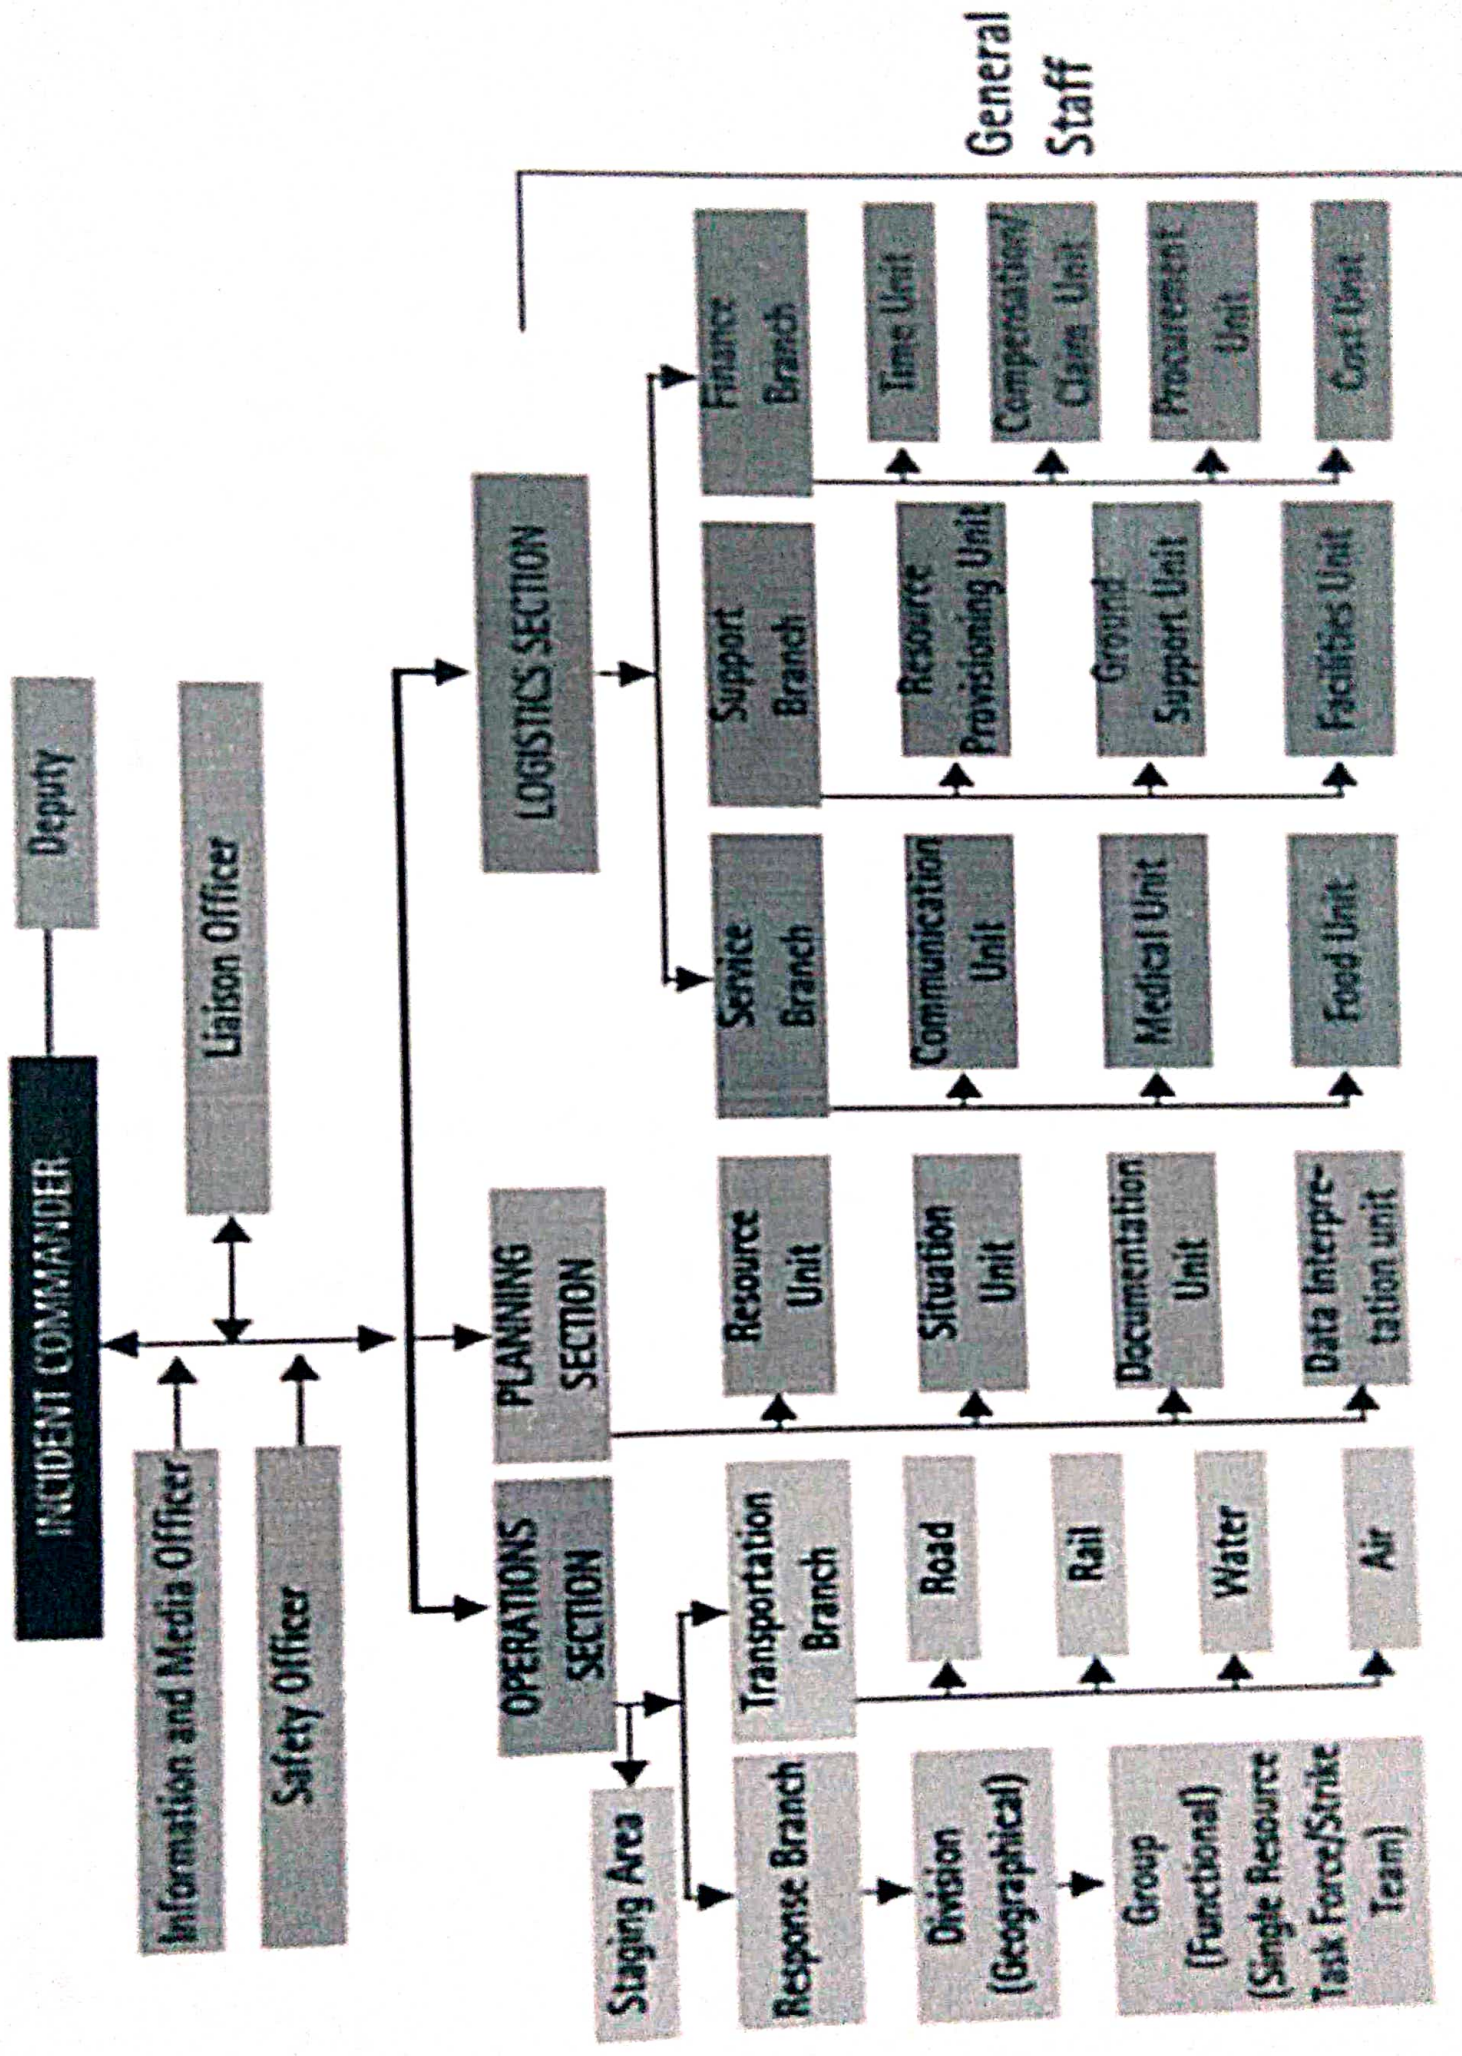 INCIDENT COMMANDER
Deputy
Information and Media Officer
Liaison Officer
Safety Officer
OPERATIONS
SECTION
PLANNING
SECTION
LOGISTICS SECTION
Staging Area
Response Branch
Transportation
Branch
Resource
Unit
Service
Branch
Support
Branch
Finance
Branch
Division
(Geographical)
Road
Situation
Unit
Communication
Unit
Resource
Provisioning Unit
Time Unit
Group
(Functional)
(Single Resource
Task Force/Strike
Tean)
Rail
Water
Air
Documentation
Unit
Data Interpre-
tation unit
Medical Unit
Food Unit
Ground
Support Unit
Facilities Unit
Compensation/
Claim Unit
Procurement
Unit
Cost Unit
General
Staff